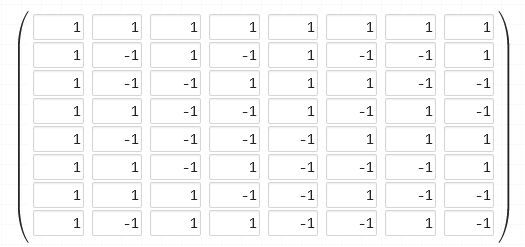 1 1 1 1 1 1 1 1
1 -1 1 -1 1 -1 -1 1
1 -1 -1 1 1 1 -1 -1
1 1 -1 -1 1 -1 1 -1
1 -1 -1 -1 -1 1 1 1
1 1 -1 1 -1 -1 -1 1
1 1 1 -1 -1 1 -1 -1
1 -1 1 1 -1 -1 1 -1